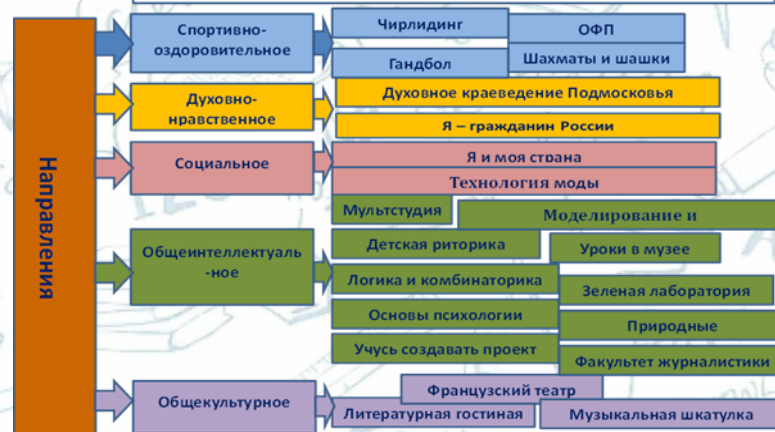 Направления
Спортивно-
оздоровительное
Чирлидинг
ОФП
Гандбол
Шахматы и шашки
Духовно-
нравственное
Духовное краеведение Подмосковья
Я – гражданин России
Социальное
Я и моя страна
Технология моды
Общеинтеллектуаль
-ное
Мультстудия
Моделирование и
Детская риторика
Уроки в музее
Логика и комбинаторика
Зеленая лаборатория
Основы психологии
Природные
Учусь создавать проект
Факультет журналистики
Общекультурное
Французский театр
Литературная гостиная
Музыкальная шкатулка